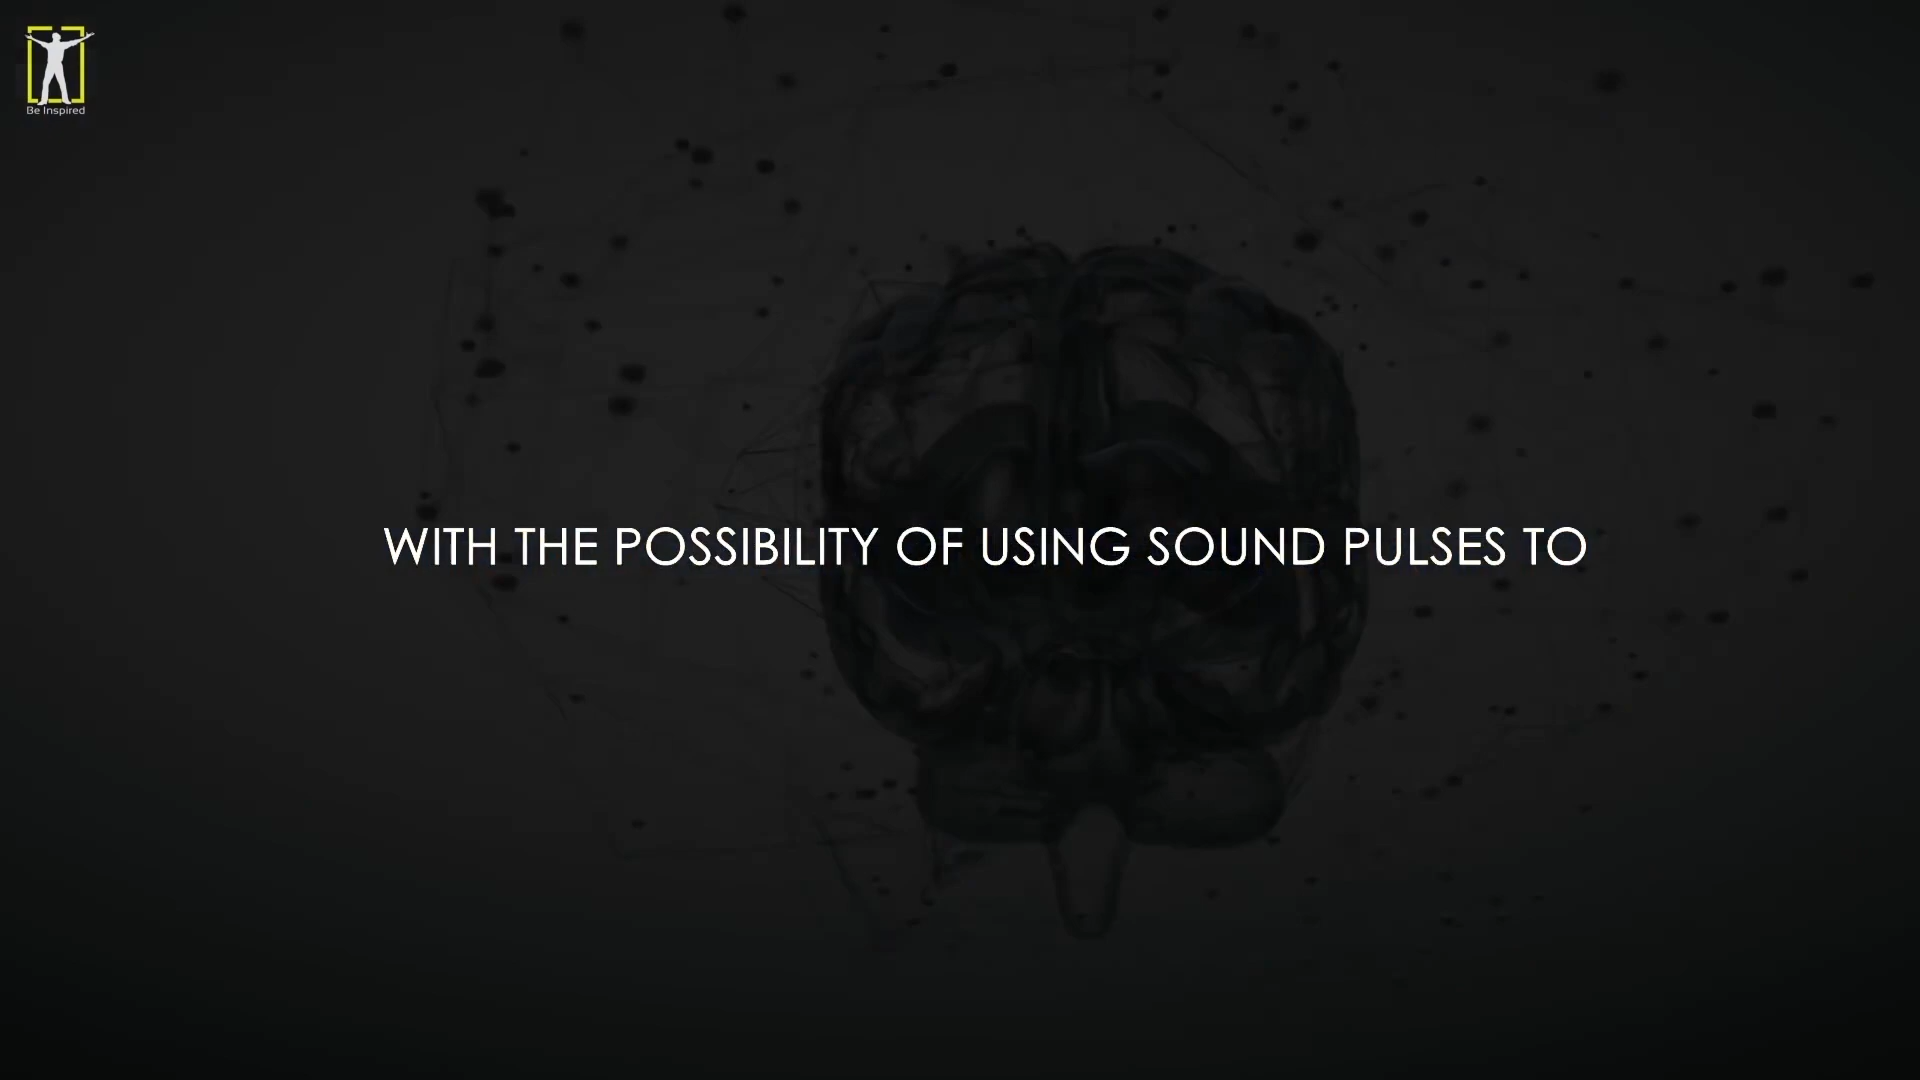 Be Inspired
WITH THE POSSIBILITY OF USING SOUND PULSES TO